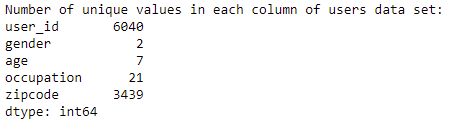 Number of unique values in each column of users data set:
user_id 6040
gender 2
age 7
occupation 21
zipcode 3439
dtype: int64